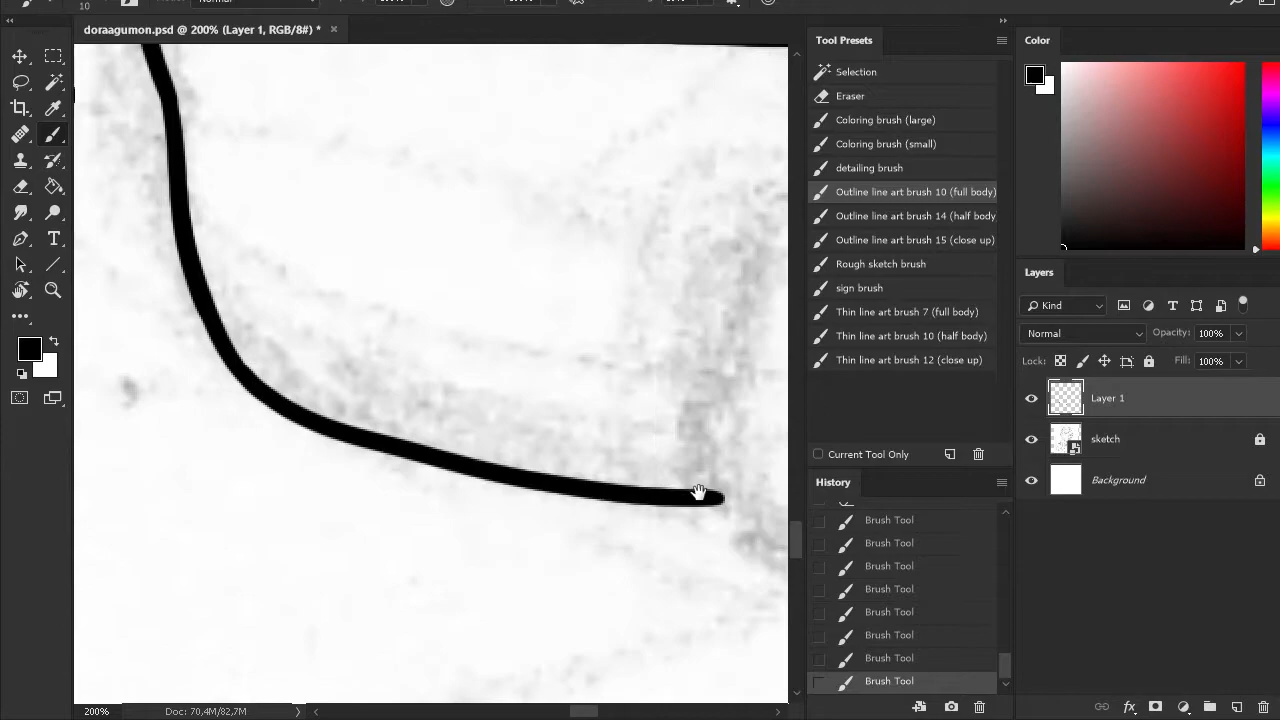 10
doraagumon.psd @ 200% (Layer 1, RGB/8#) *
Tool Presets
Selection
Eraser
Coloring brush (large)
Coloring brush (small)
detailing brush
Outline line art brush 10 (full body)
Outline line art brush 14 (half body
Outline line art brush 15 (close up)
Rough sketch brush
sign brush
Thin line art brush 7 (full body)
Thin line art brush 10 (half body)
Thin line art brush 12 (close up)
Current Tool Only
History
Brush Tool
Brush Tool
Brush Tool
Brush Tool
Brush Tool
Brush Tool
Brush Tool
Brush Tool
Color
Layers
Kind
Normal
Opacity: 100%
Lock:
Fill: 100%
Layer 1
sketch
Background
200%
Doc: 70,4M/82,7M